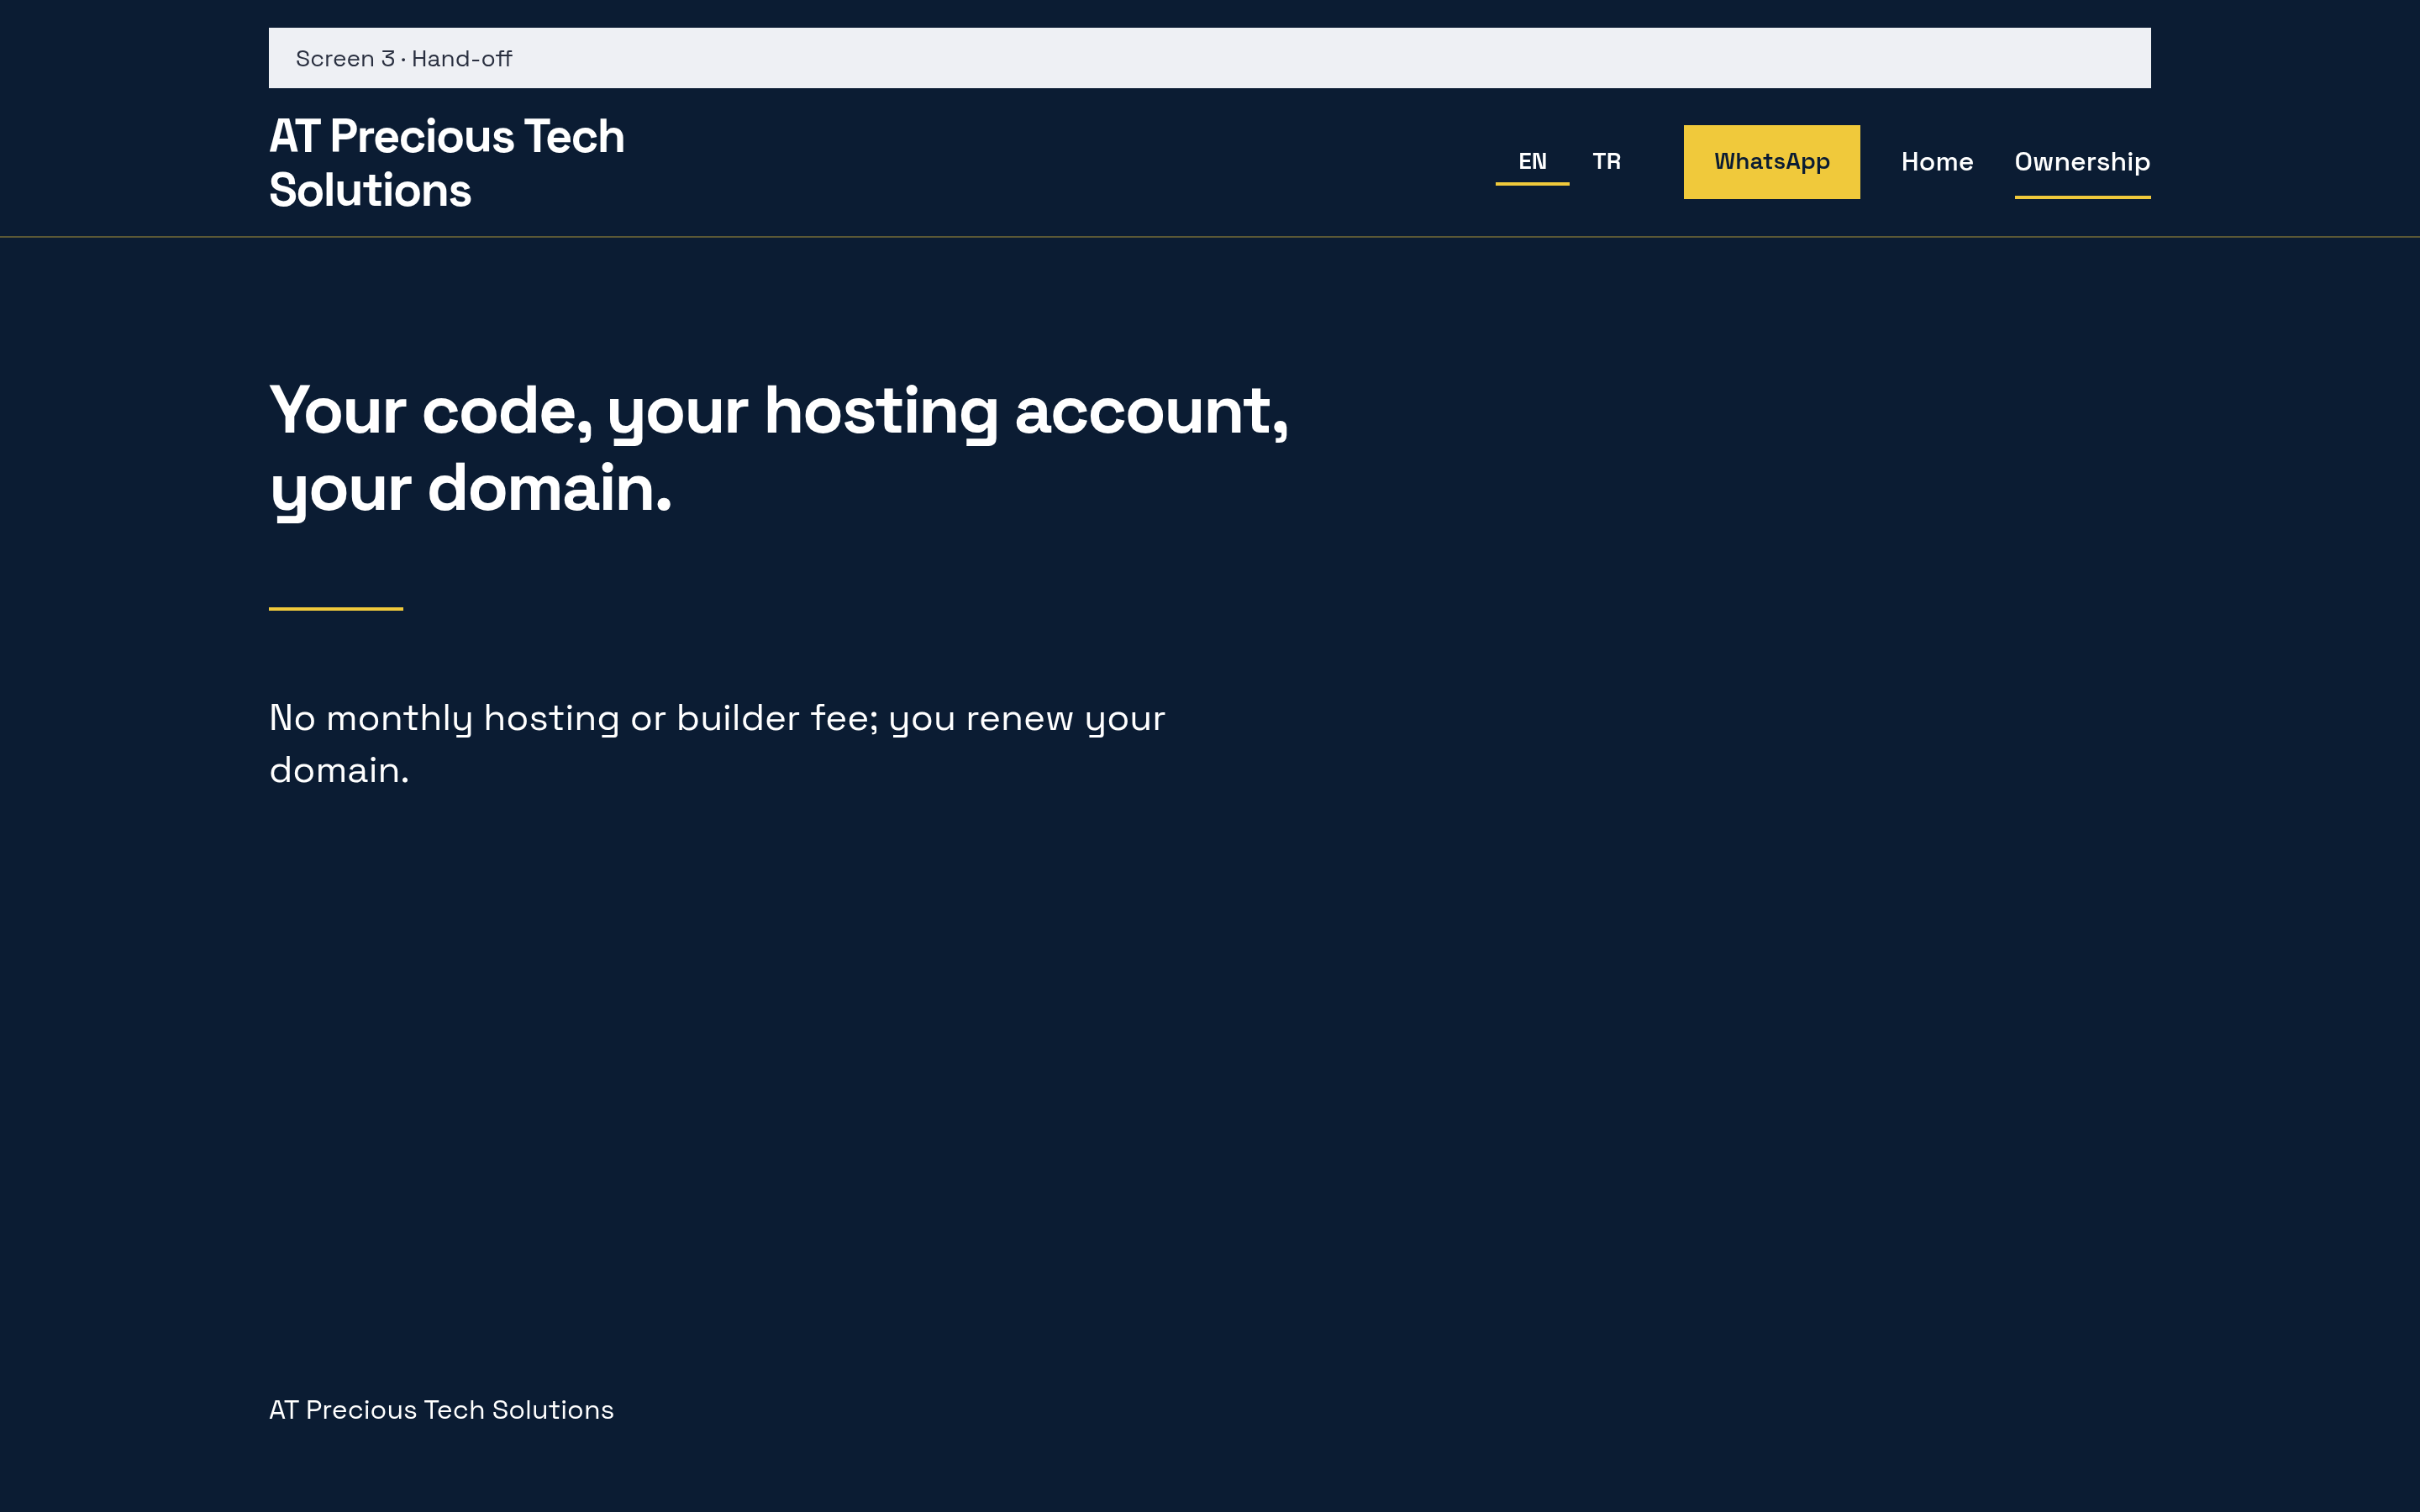 Screen 3 · Hand-off
AT Precious Tech
Solutions
EN
TR
WhatsApp
Home
Ownership
Your code, your hosting account,
your domain.
No monthly hosting or builder fee; you renew your
domain.
AT Precious Tech Solutions